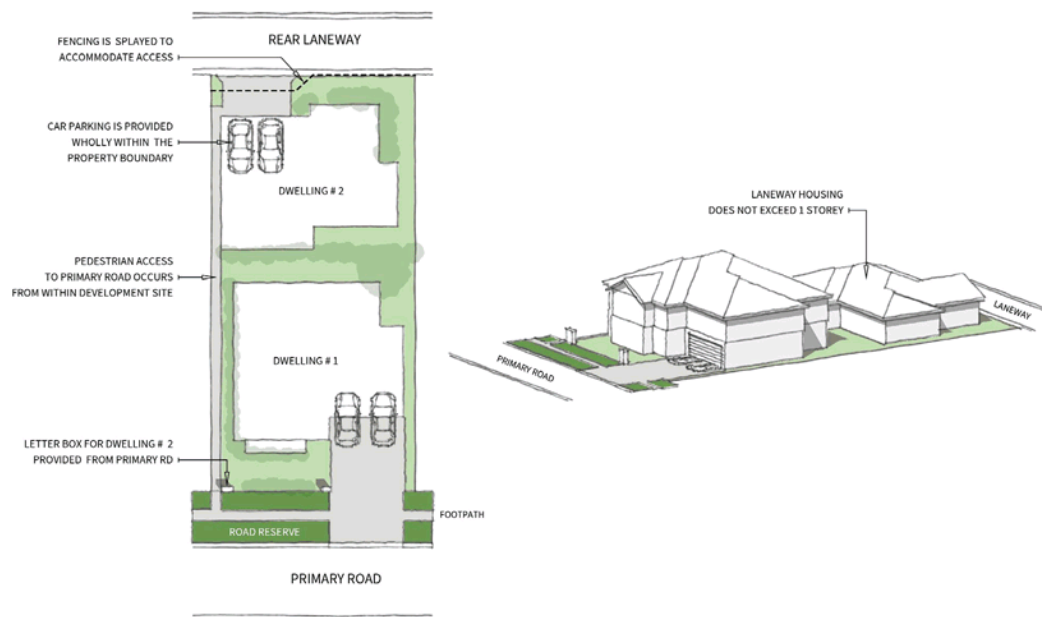 REAR LANEWAY
FENCING IS SPLAYED TO
ACCOMMODATE ACCESS
CAR PARKING IS PROVIDED
WHOLLY WITHIN THE
PROPERTY BOUNDARY
DWELLING # 2
PEDESTRIAN ACCESS
TO PRIMARY ROAD OCCURS
FROM WITHIN DEVELOPMENT SITE
DWELLING # 1
LETTER BOX FOR DWELLING # 2
PROVIDED FROM PRIMARY RD
FOOTPATH
ROAD RESERVE
PRIMARY ROAD
LANEWAY HOUSING
DOES NOT EXCEED 1 STOREY
LANEWAY
PRIMARY ROAD